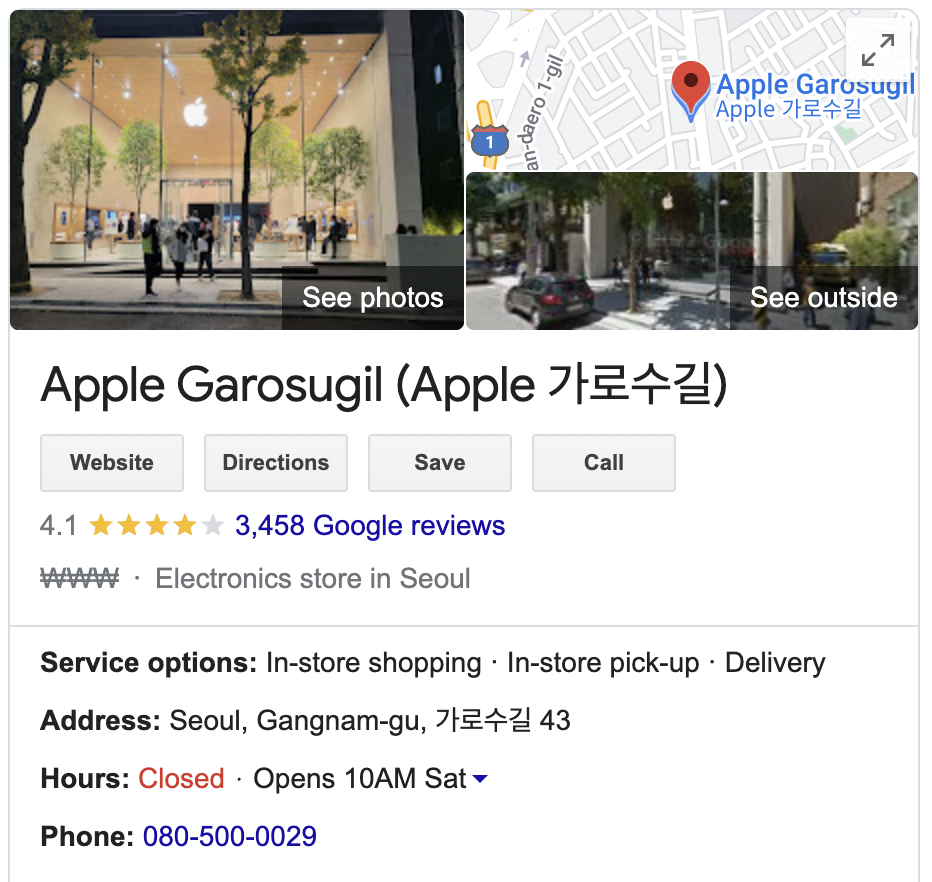 an-daero 1-gil
1
Apple Garosugil
Apple 가로수길
See photos
See outside
Apple Garosugil (Apple 가로수길)
Website Directions Save Call
4.1 3,458 Google reviews
₩₩₩ · Electronics store in Seoul
Service options: In-store shopping · In-store pick-up · Delivery
Address: Seoul, Gangnam-gu, 가로수길 43
Hours: Closed · Opens 10AM Sat
Phone: 080-500-0029